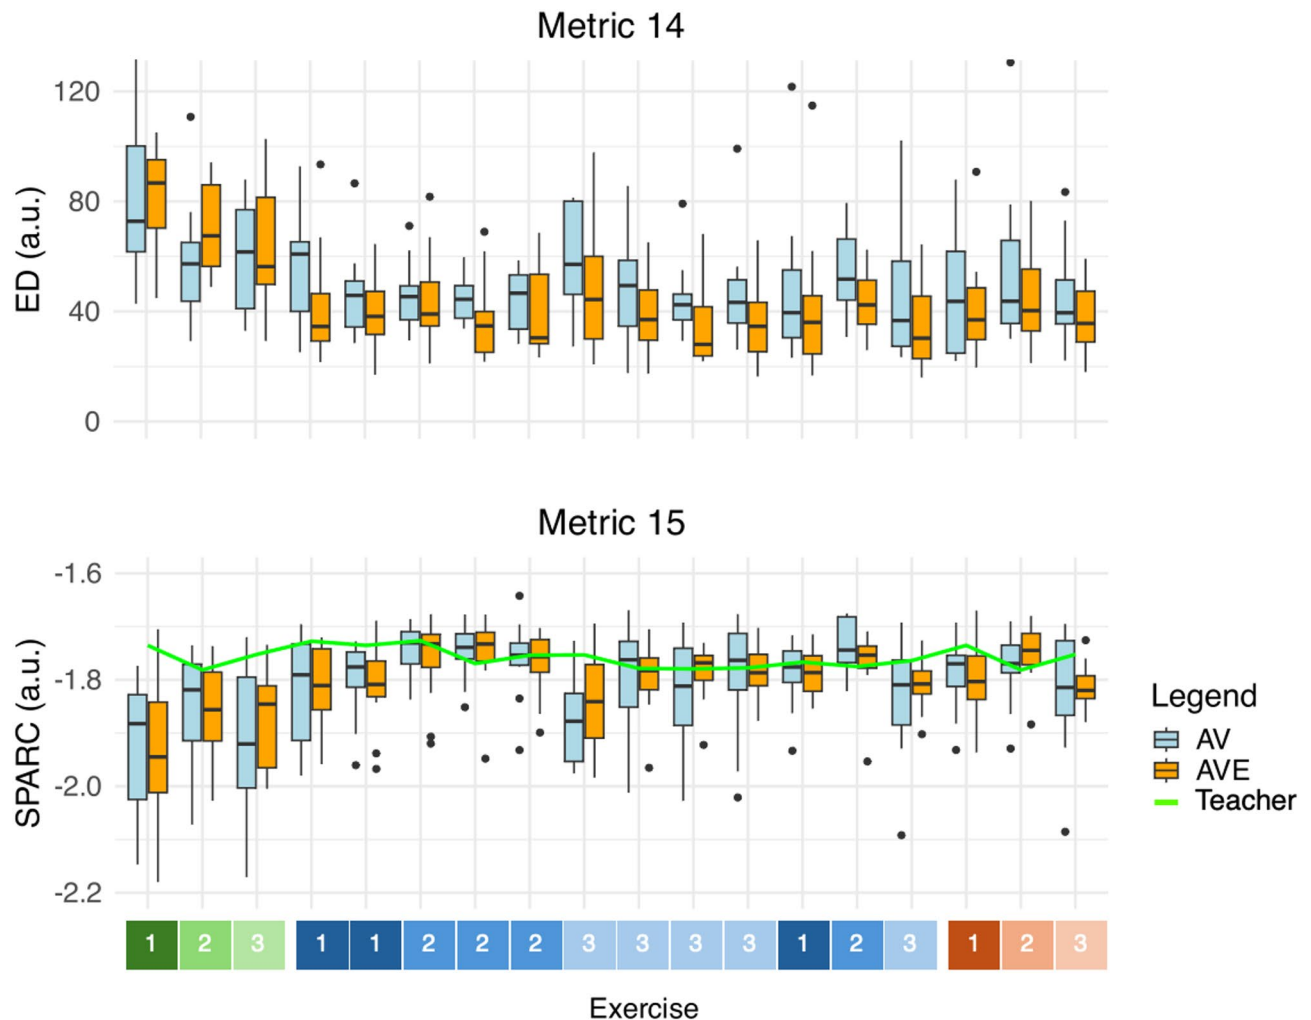 Metric 14
120
80
40
0
ED (a.u.)
Metric 15
-1.6
-1.8
-2.0
-2.2
SPARC (a.u.)
Legend
AV
AVE
Teacher
1 2 3 1 1 2 2 2 3 3 3 3 1 2 3 1 2 3
Exercise